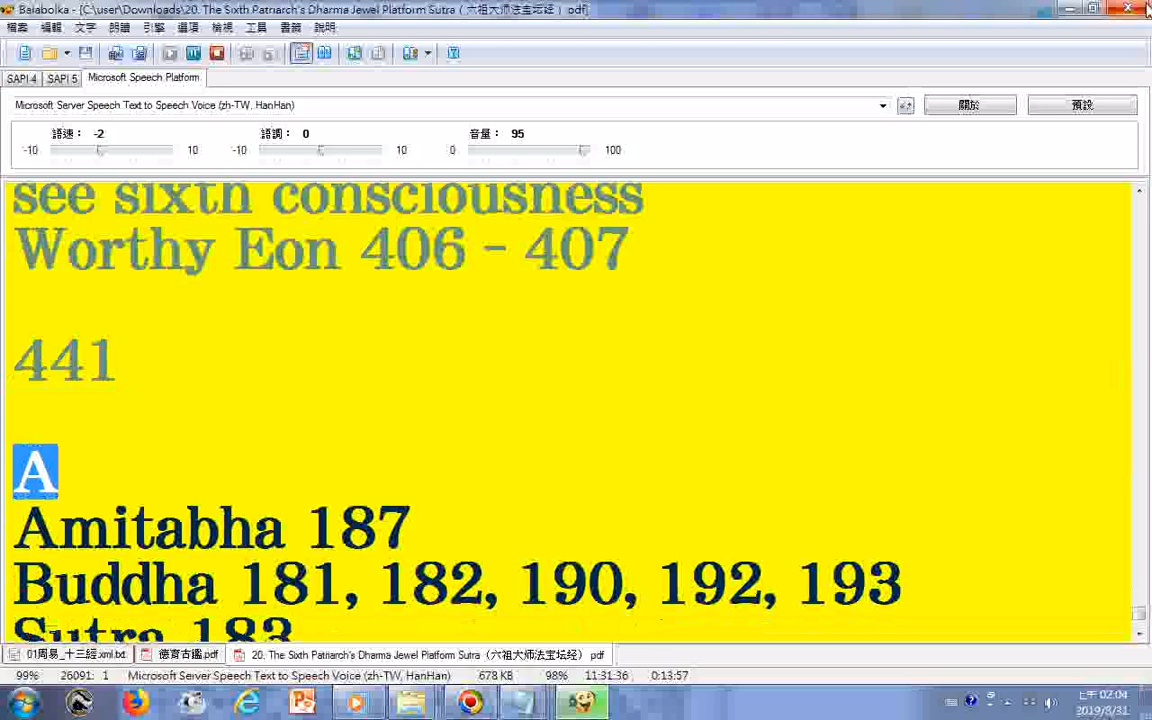 Balabolka - [C:\user\Downloads\20. The Sixth Patriarch's Dharma Jewel Platform Sutra（六祖大师法宝坛经）.pdf]
檔案 編輯 文字 朗讀 引擎 選項 檢視 工具 書籤 說明
SAPI 4 SAPI 5 Microsoft Speech Platform
Microsoft Server Speech Text to Speech Voice (zh-TW, HanHan) 關於 預設
語速： -2 語調： 0 音量： 95
-10 10 -10 10 0 100
see sixth consciousness
Worthy Eon 406 - 407
441
A
Amitabha 187
Buddha 181, 182, 190, 192, 193
Sutra 183
01周易_十三經.xml.txt 德育古鑑.pdf 20. The Sixth Patriarch's Dharma Jewel Platform Sutra（六祖大师法宝坛经）.pdf
99% 26091: 1 Microsoft Server Speech Text to Speech Voice (zh-TW, HanHan) 678 KB 98% 11:31:36 0:13:57
上午 02:04
2019/8/31